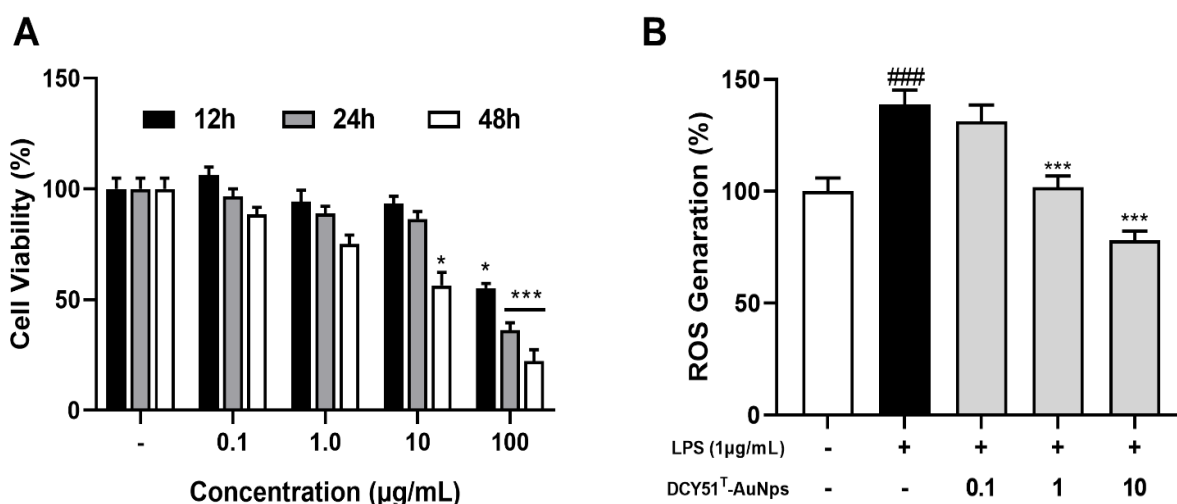 A
150
100
50
0
Cell Viability (%)
12h 24h 48h
* * ***
- 0.1 1.0 10 100
Concentration (µg/mL)
B
150
100
50
0
ROS Genaration (%)
###
***
***
LPS (1µg/mL) - + + + +
DCY51ᵀ-AuNps - - 0.1 1 10